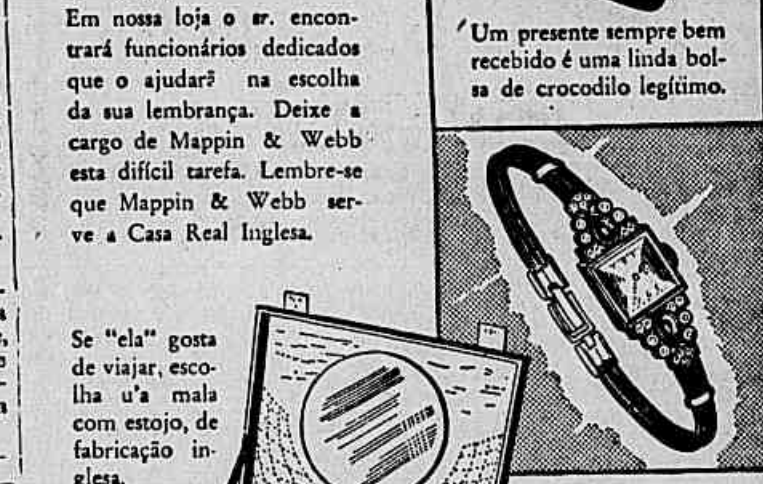 Em nossa loja o sr. encon-
trará funcionários dedicados
que o ajudar? na escolha
da sua lembrança. Deixe a
cargo de Mappin & Webb
esta difícil tarefa. Lembre-se
que Mappin & Webb ser-
ve a Casa Real Inglesa.
Um presente sempre bem
recebido é uma linda bol-
sa de crocodilo legítimo.
Se "ela" gosta
de viajar, esco-
lha u'a mala
com estojo, de
fabricação in-
glesa.